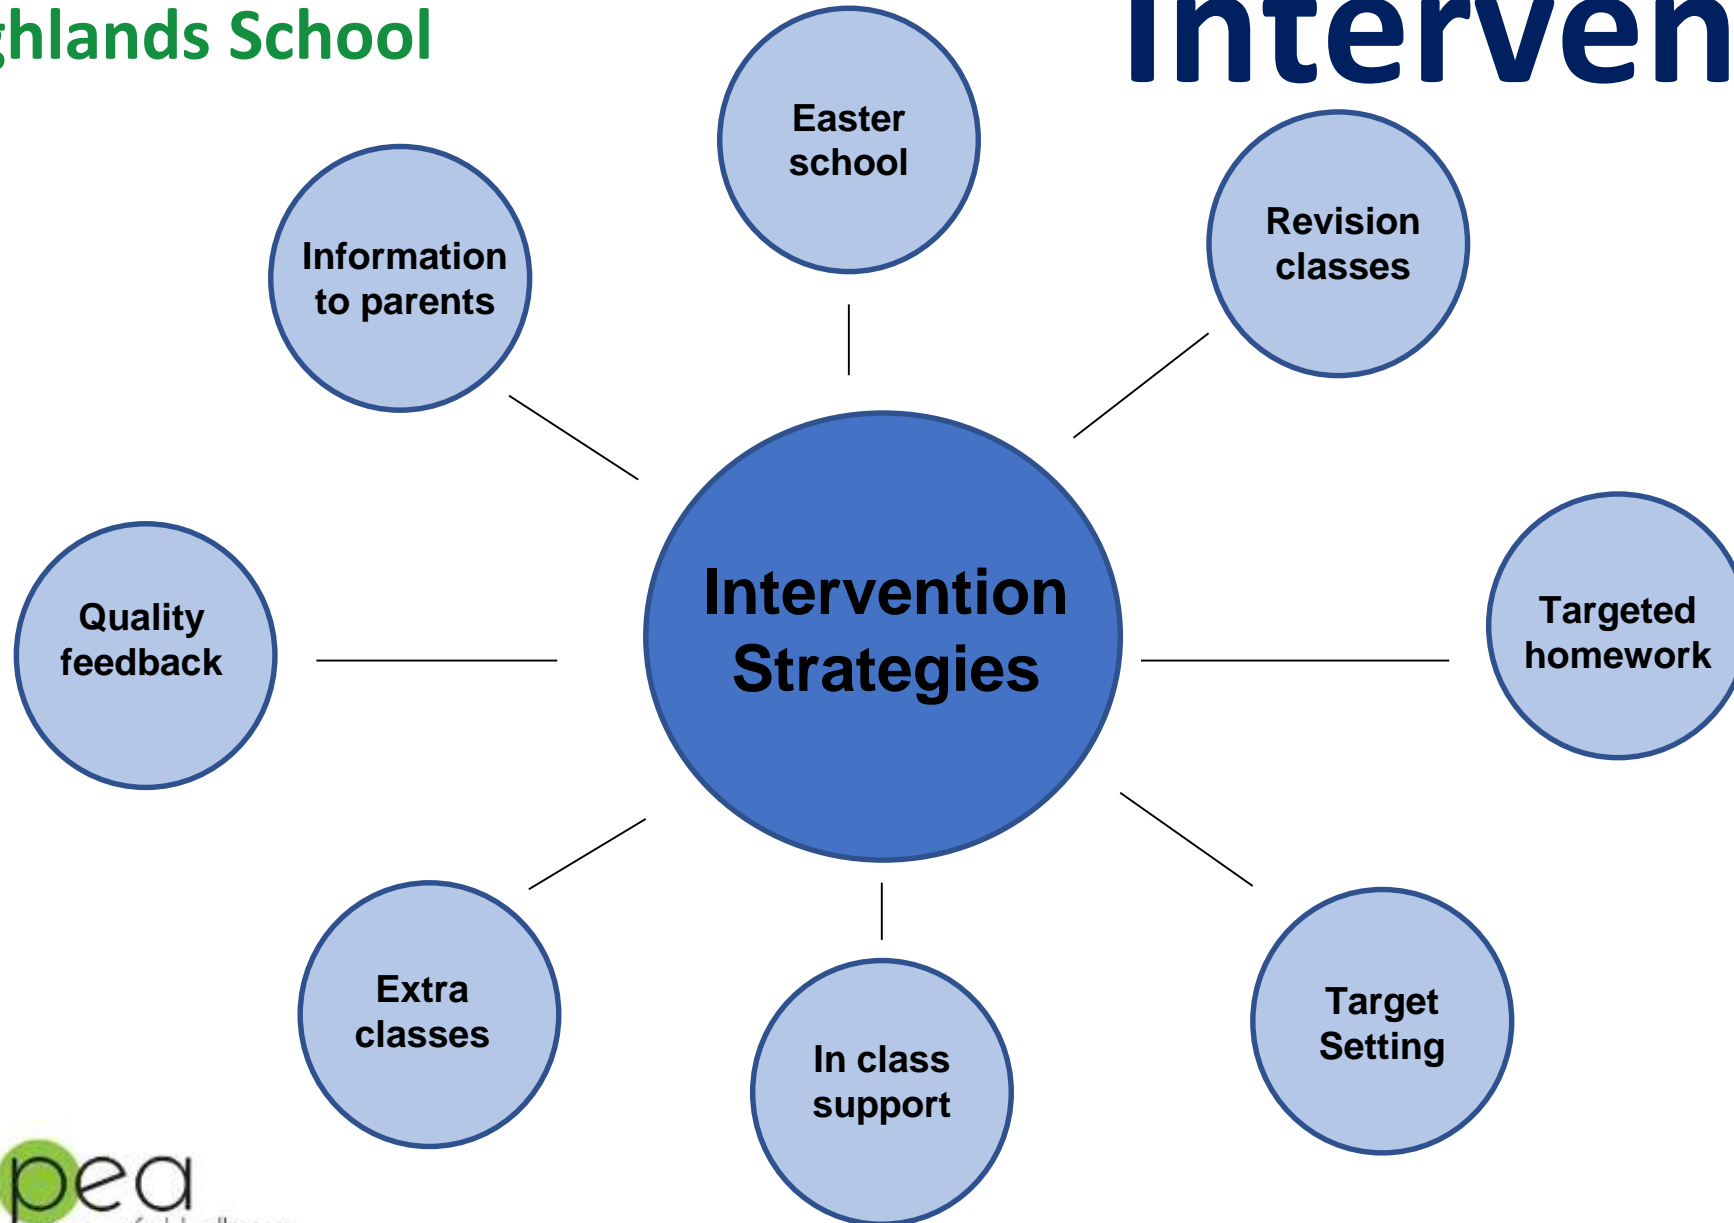 ghlands School
Interven
Easter
school
Revision
classes
Information
to parents
Intervention
Strategies
Quality
feedback
Targeted
homework
Extra
classes
In class
support
Target
Setting
pea